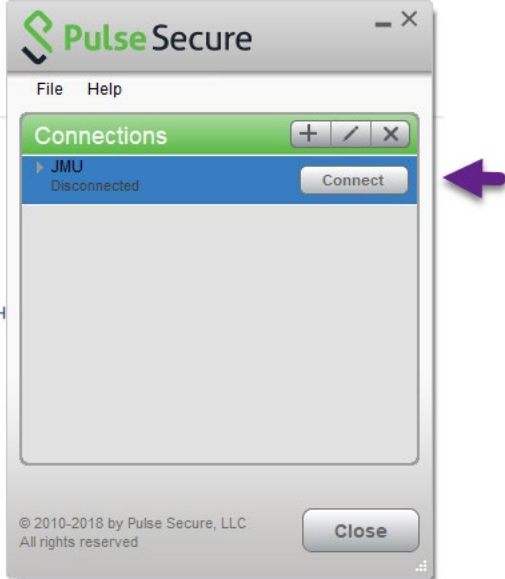 Pulse Secure
File Help
Connections
JMU
Disconnected
Connect
H
© 2010-2018 by Pulse Secure, LLC
All rights reserved
Close